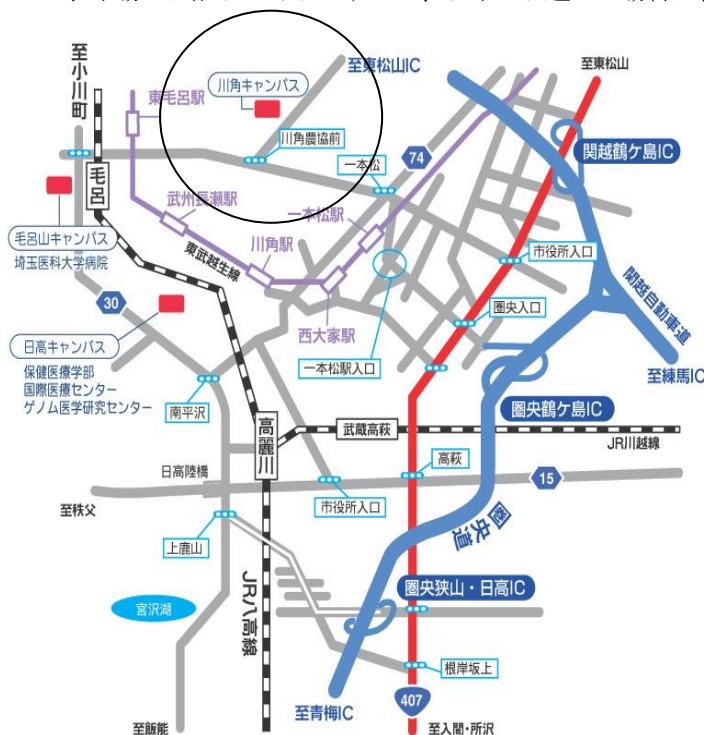 至小川町
川角キャンパス
東毛呂駅
至東松山IC
至東松山
関越鶴ケ島IC
川角農協前
一本松
74
毛呂
武州長瀬駅
一本松駅
川角駅
東武越生線
毛呂山キャンパス
埼玉医科大学病院
市役所入口
関越自動車道
30
西大家駅
圏央入口
日高キャンパス
一本松駅入口
保健医療学部
国際医療センター
ゲノム医学研究センター
至練馬IC
南平沢
圏央鶴ケ島IC
高麗川
武蔵高萩
JR川越線
高萩
日高陸橋
15
市役所入口
至秩父
圏央道
上鹿山
JR八高線
圏央狭山・日高IC
宮沢湖
根岸坂上
407
至青梅IC
至飯能
至入間・所沢